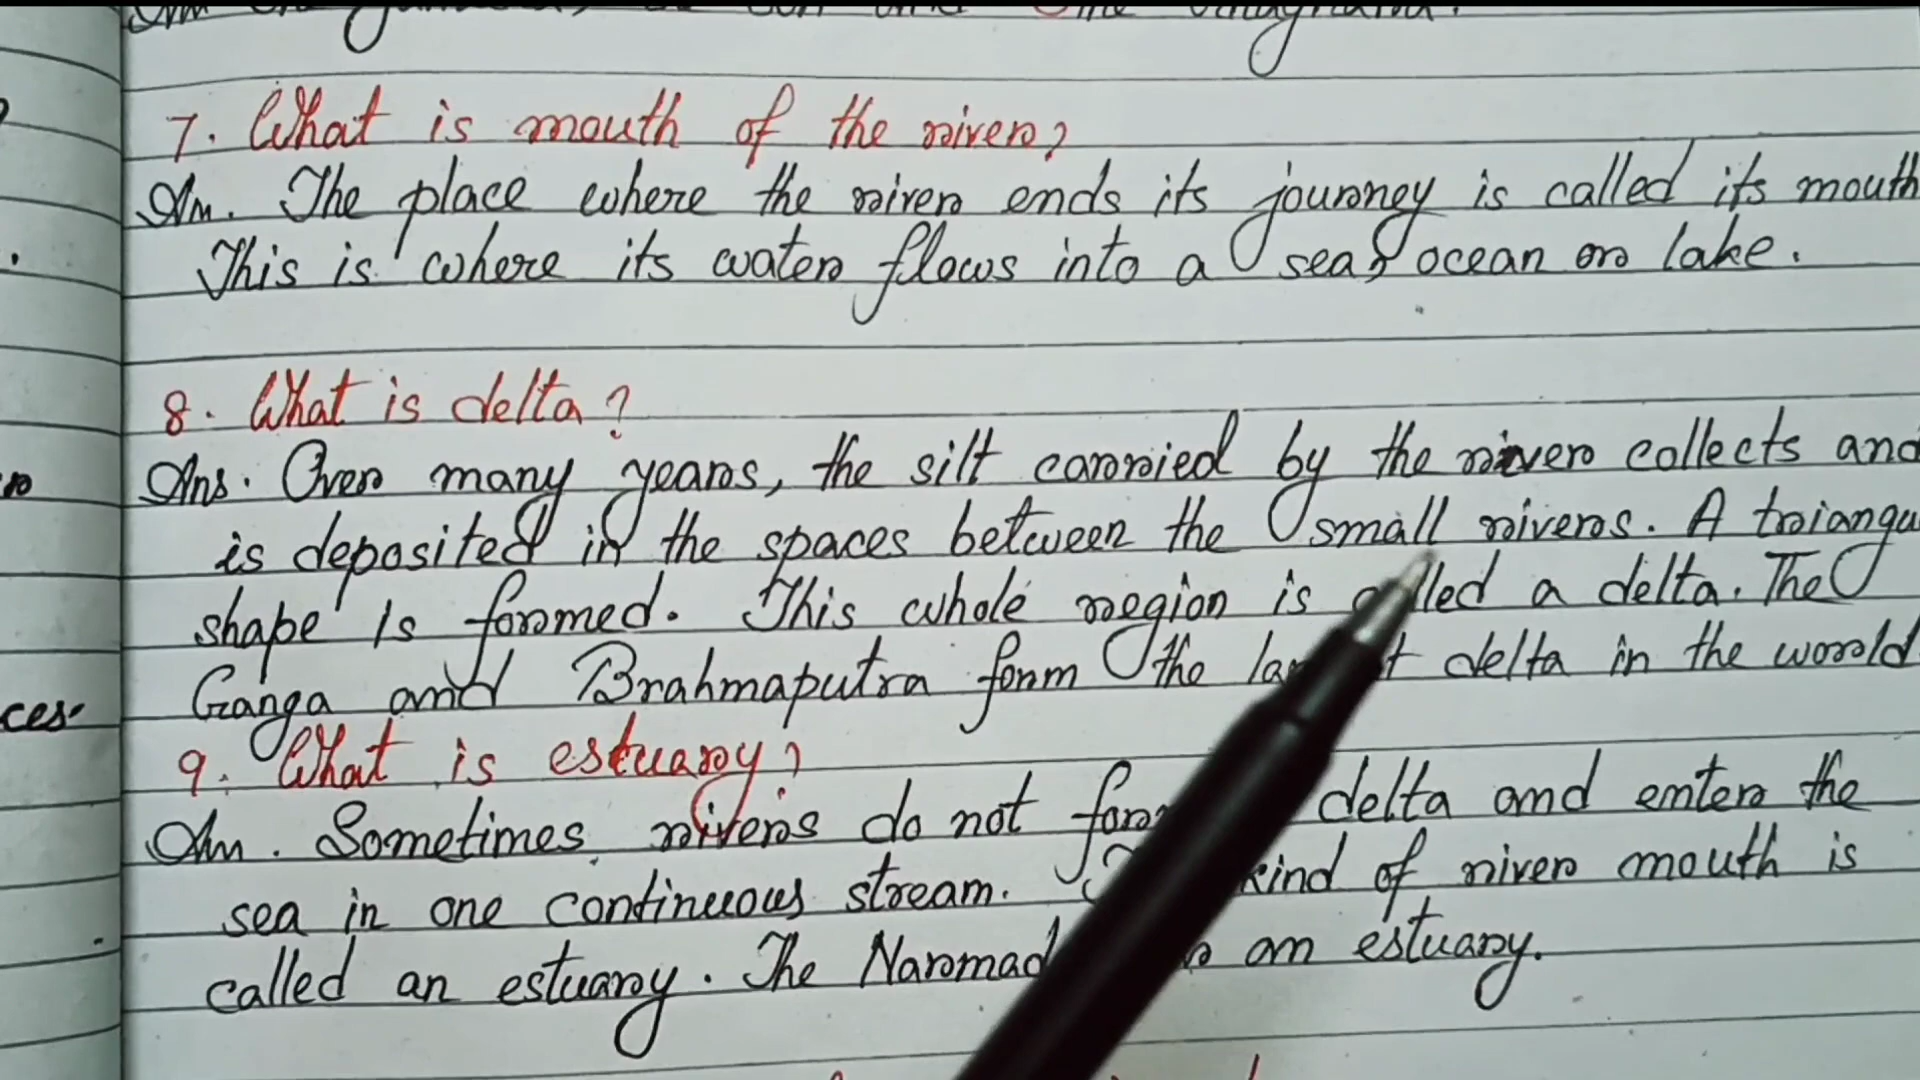 7. What is mouth of the river?
Ans. The place where the river ends its journey is called its mouth
This is where its water flows into a sea, ocean or lake.
8. What is delta?
Ans. Over many years, the silt carried by the river collects and
is deposited in the spaces between the small rivers. A triangu
shape is formed. This whole region is called a delta. The
Ganga and Brahmaputra form the delta in the world
9. What is estuary?
Ans. Sometimes rivers do not delta and enter the
sea in one continuous stream. kind of river mouth is
called an estuary. The an estuary.
ces.